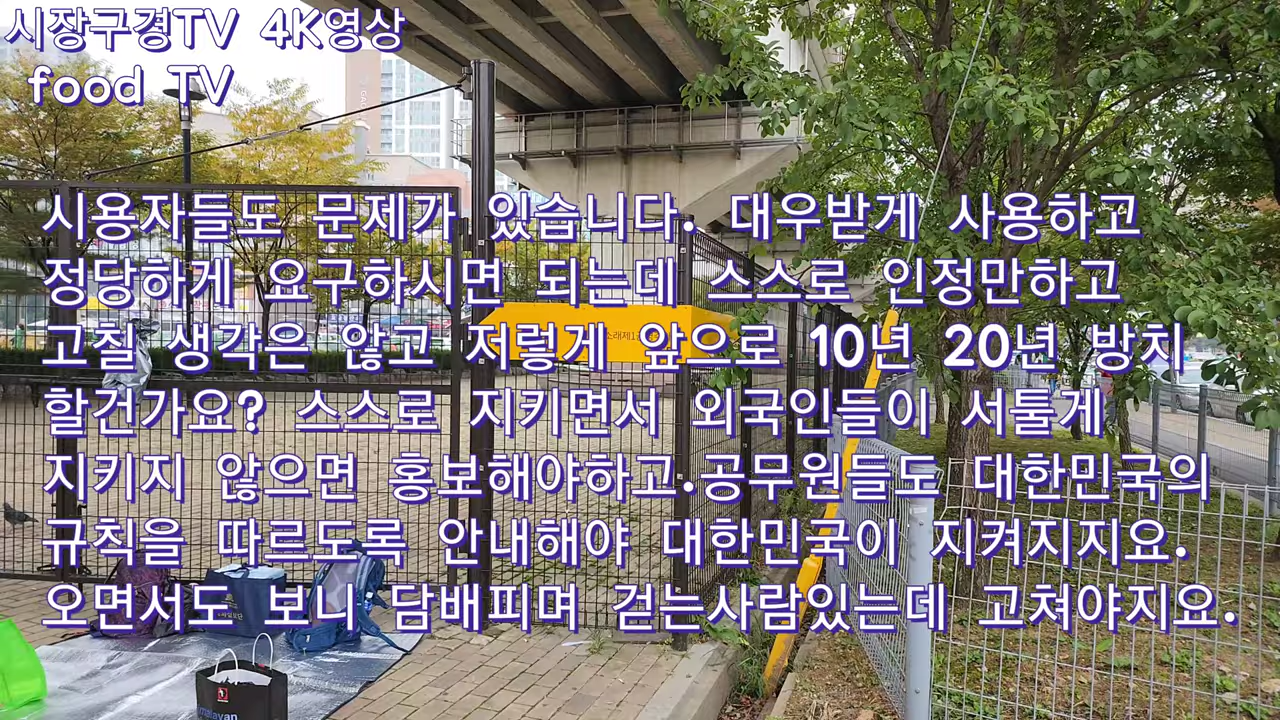 시장구경TV 4K영상
food TV
시용자들도 문제가 있습니다. 대우받게 사용하고
정당하게 요구하시면 되는데 스스로 인정만하고
고칠 생각은 않고 저렇게 앞으로 10년 20년 방치
할건가요? 스스로 지키면서 외국인들이 서툴게
지키지 않으면 홍보해야하고.공무원들도 대한민국의
규칙을 따르도록 안내해야 대한민국이 지켜지지요.
오면서도 보니 담배피며 걷는사람있는데 고쳐야지요.
소래제1